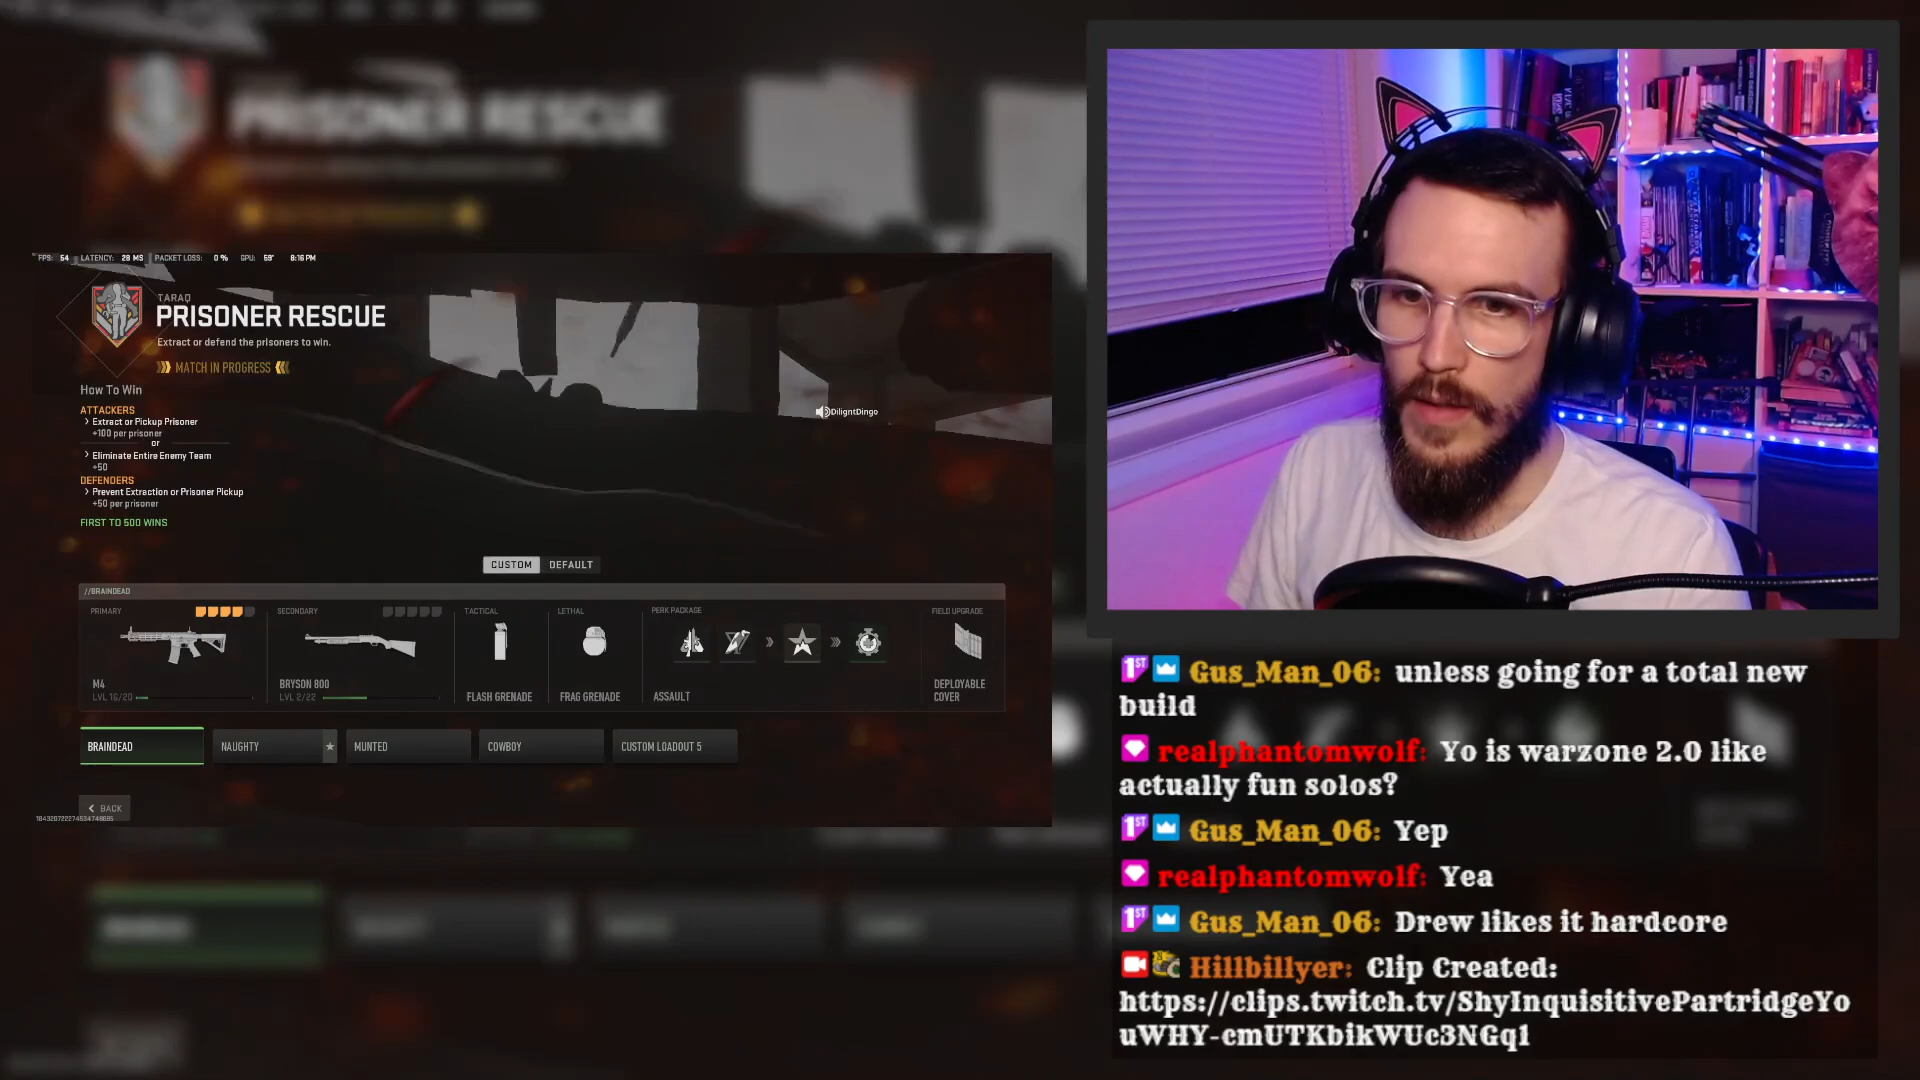 FPS: 54 LATENCY: 28 MS PACKET LOSS: 0 % GPU: 59° 8:16 PM
TARAQ
PRISONER RESCUE
Extract or defend the prisoners to win.
MATCH IN PROGRESS
How To Win
ATTACKERS
Extract or Pickup Prisoner
+100 per prisoner
or
Eliminate Entire Enemy Team
+50
DEFENDERS
Prevent Extraction or Prisoner Pickup
+50 per prisoner
FIRST TO 500 WINS
DiligntDingo
CUSTOM DEFAULT
//BRAINDEAD
PRIMARY SECONDARY TACTICAL LETHAL PERK PACKAGE FIELD UPGRADE
M4 BRYSON 800 FLASH GRENADE FRAG GRENADE ASSAULT DEPLOYABLE COVER
LVL 16/20 LVL 2/22
BRAINDEAD NAUGHTY MUNTED COWBOY CUSTOM LOADOUT 5
BACK
PRISONER RESCUE
1ST Gus_Man_06: unless going for a total new
build
realphantomwolf: Yo is warzone 2.0 like
actually fun solos?
1ST Gus_Man_06: Yep
realphantomwolf: Yea
1ST Gus_Man_06: Drew likes it hardcore
Hillbillyer: Clip Created:
https://clips.twitch.tv/ShyInquisitivePartridgeYo
uWHY-cmUTKbikWUc3NGq1